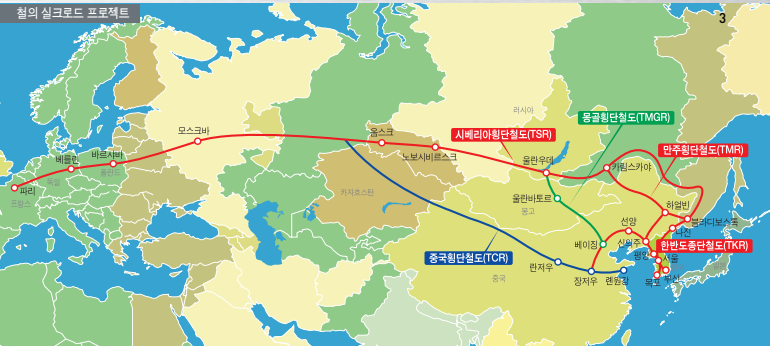 철의 실크로드 프로젝트
3
러시아
모스크바
옴스크
시베리아횡단철도(TSR)
몽골횡단철도(TMGR)
만주횡단철도(TMR)
노보시비르스크
울란우데
카림스카야
베를린
바르샤바
폴란드
독일
파리
프랑스
카자흐스탄
울란바토르
몽고
하얼빈
블라디보스톡
나진
선양
신의주
베이징
한반도종단철도(TKR)
평양
서울
중국횡단철도(TCR)
란저우
중국
장저우
롄윈강
목포
부산